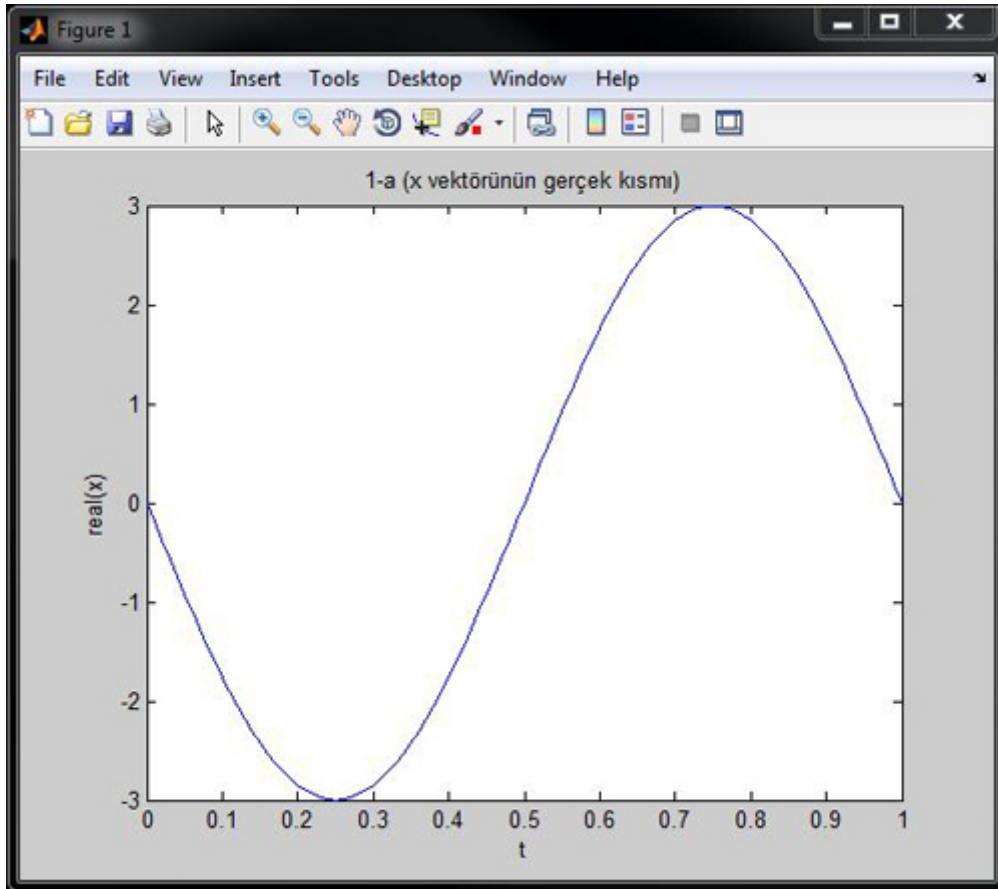 Figure 1
File Edit View Insert Tools Desktop Window Help
1-a (x vektörünün gerçek kısmı)
3
2
1
0
-1
-2
-3
real(x)
0 0.1 0.2 0.3 0.4 0.5 0.6 0.7 0.8 0.9 1
t